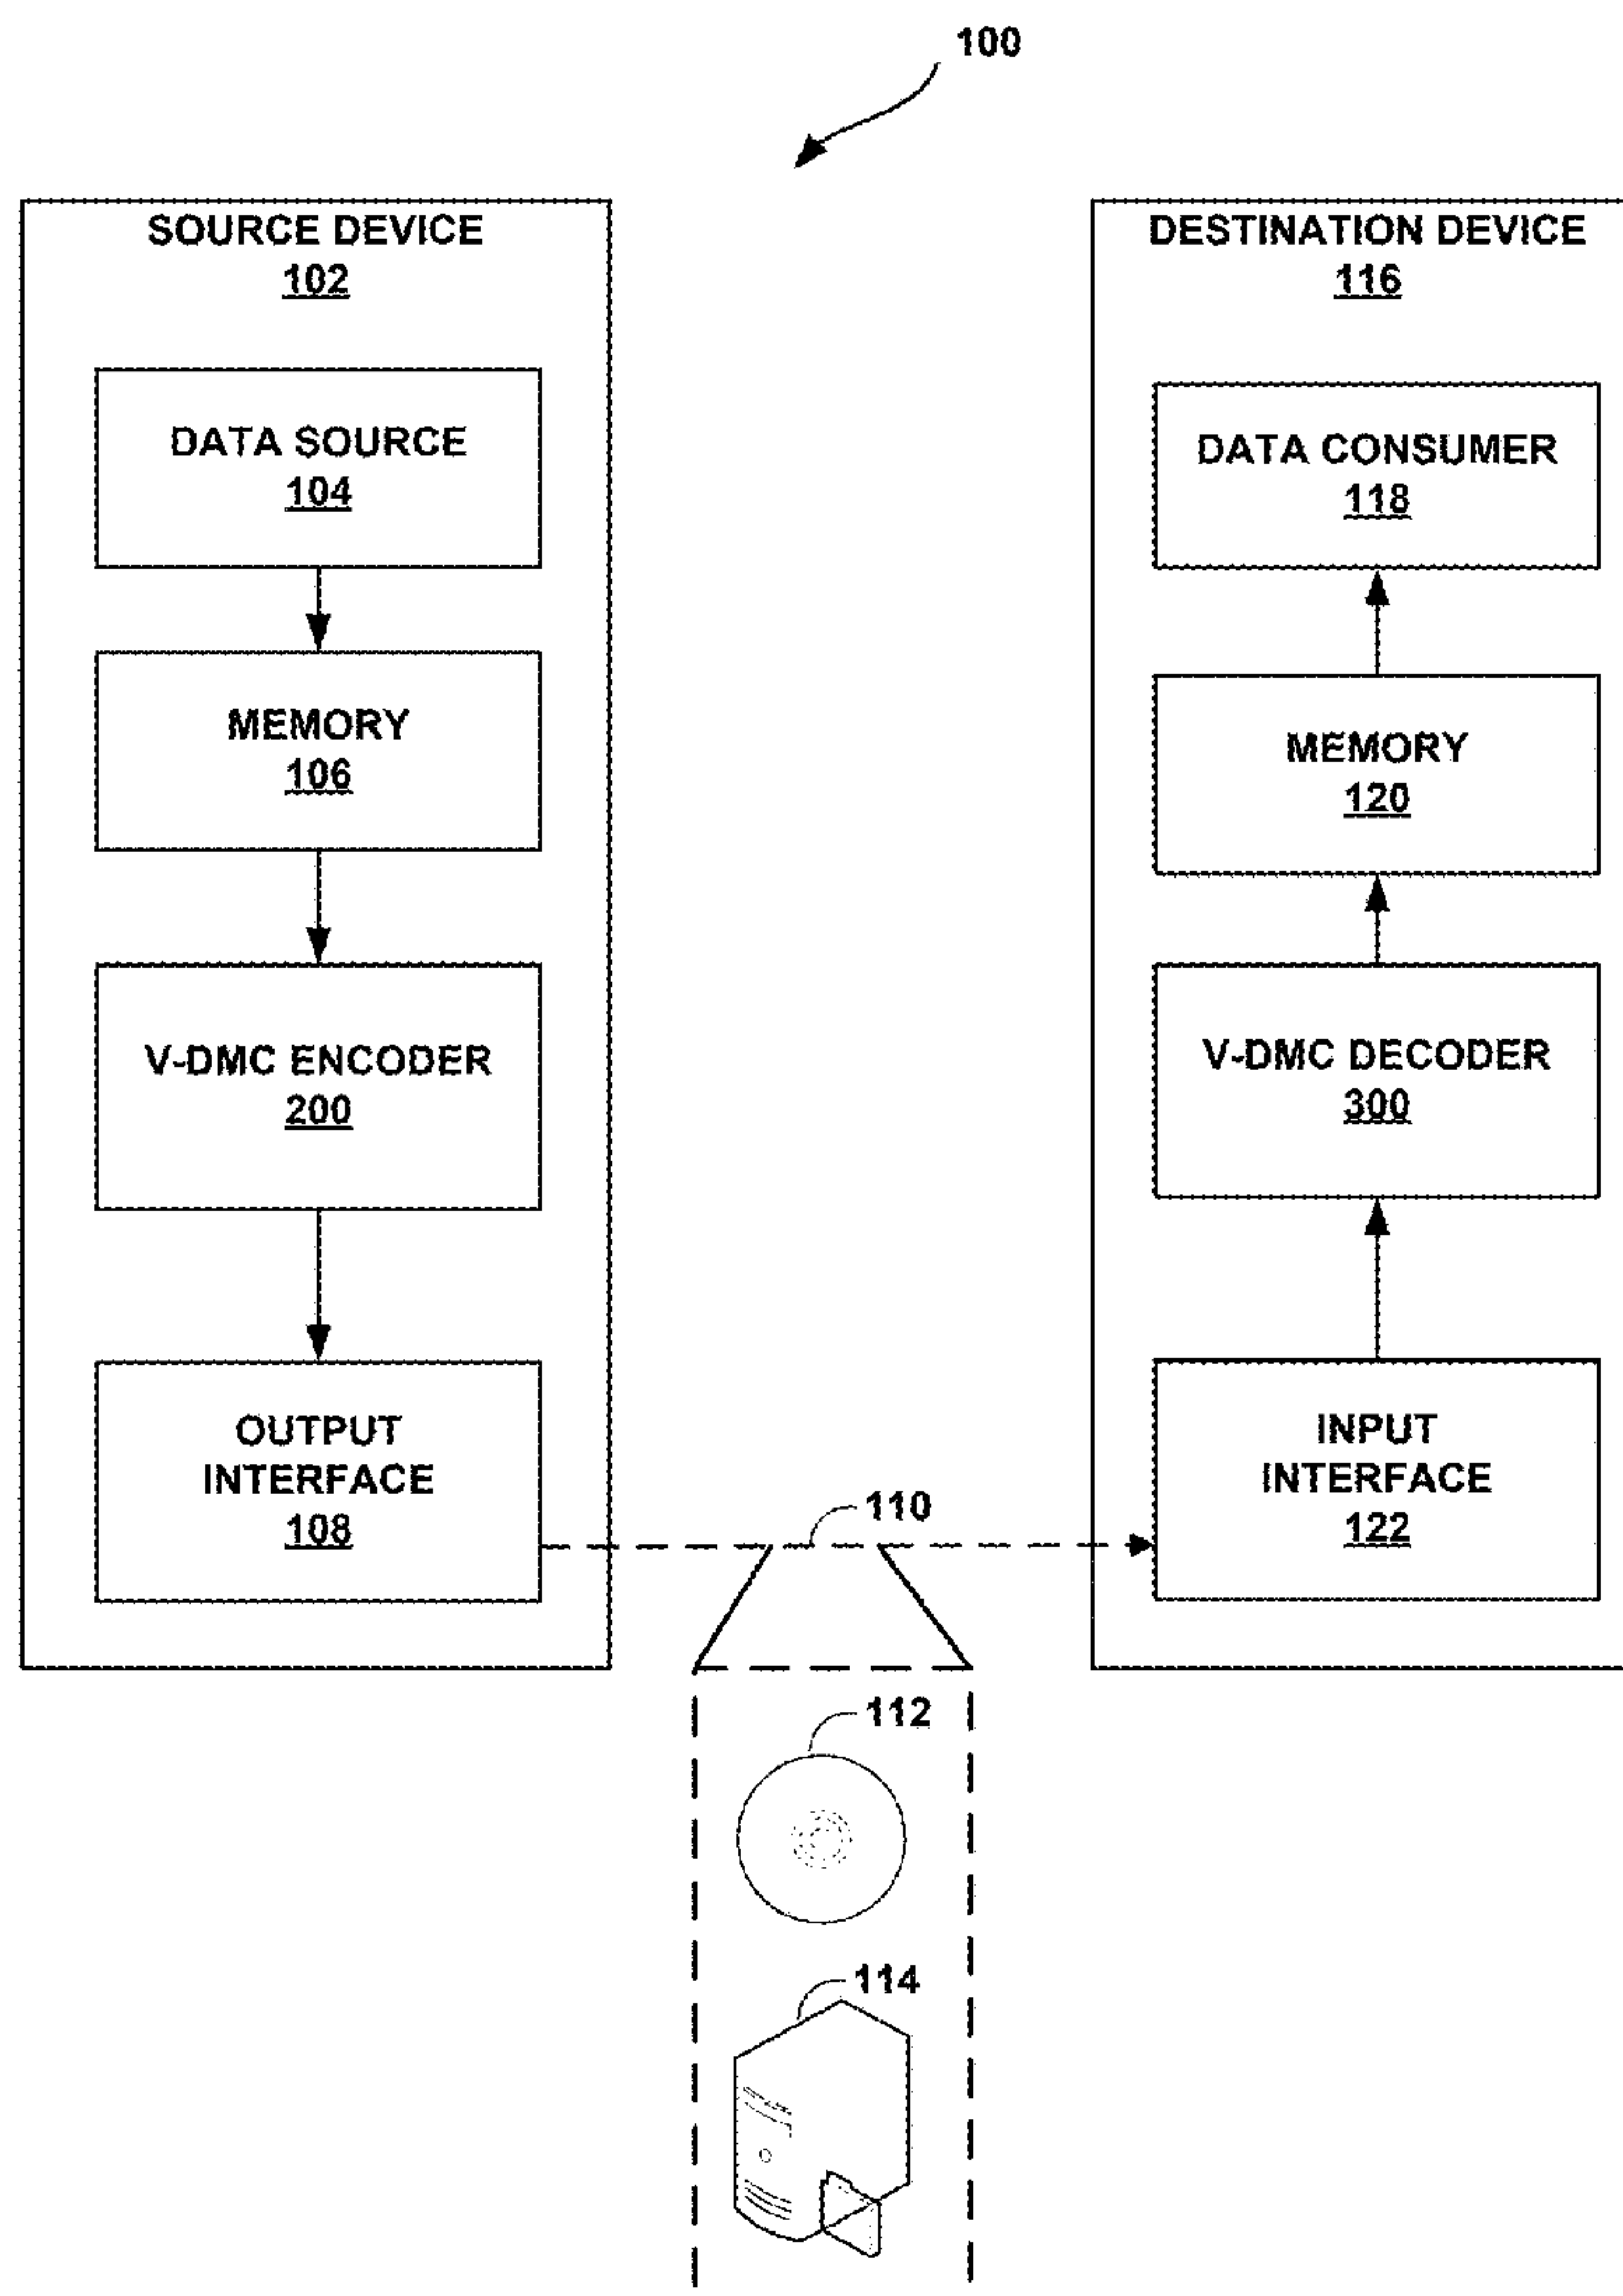 100
SOURCE DEVICE
102
DATA SOURCE
104
MEMORY
106
V-DMC ENCODER
200
OUTPUT
INTERFACE
108
DESTINATION DEVICE
116
DATA CONSUMER
118
MEMORY
120
V-DMC DECODER
300
INPUT
INTERFACE
122
110
112
114